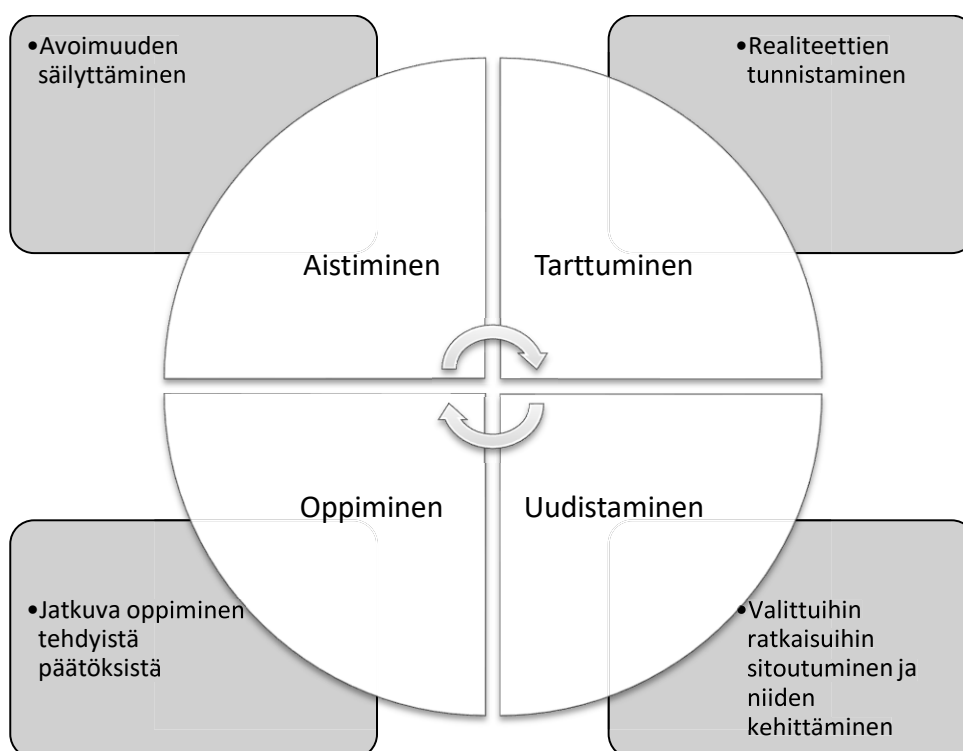 •Avoimuuden
säilyttäminen
•Realiteettien
tunnistaminen
Aistiminen
Tarttuminen
Oppiminen
Uudistaminen
•Jatkuva oppiminen
tehdyistä
päätöksistä
•Valittuihin
ratkaisuihin
sitoutuminen ja
niiden
kehittäminen